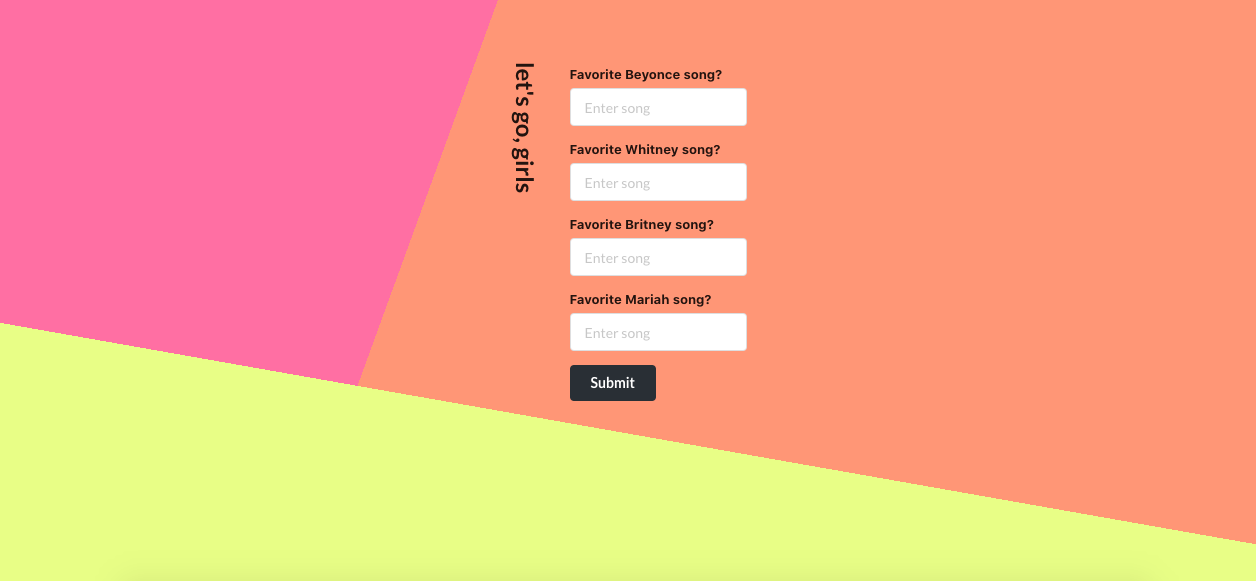 let's go, girls
Favorite Beyonce song?
Enter song
Favorite Whitney song?
Enter song
Favorite Britney song?
Enter song
Favorite Mariah song?
Enter song
Submit